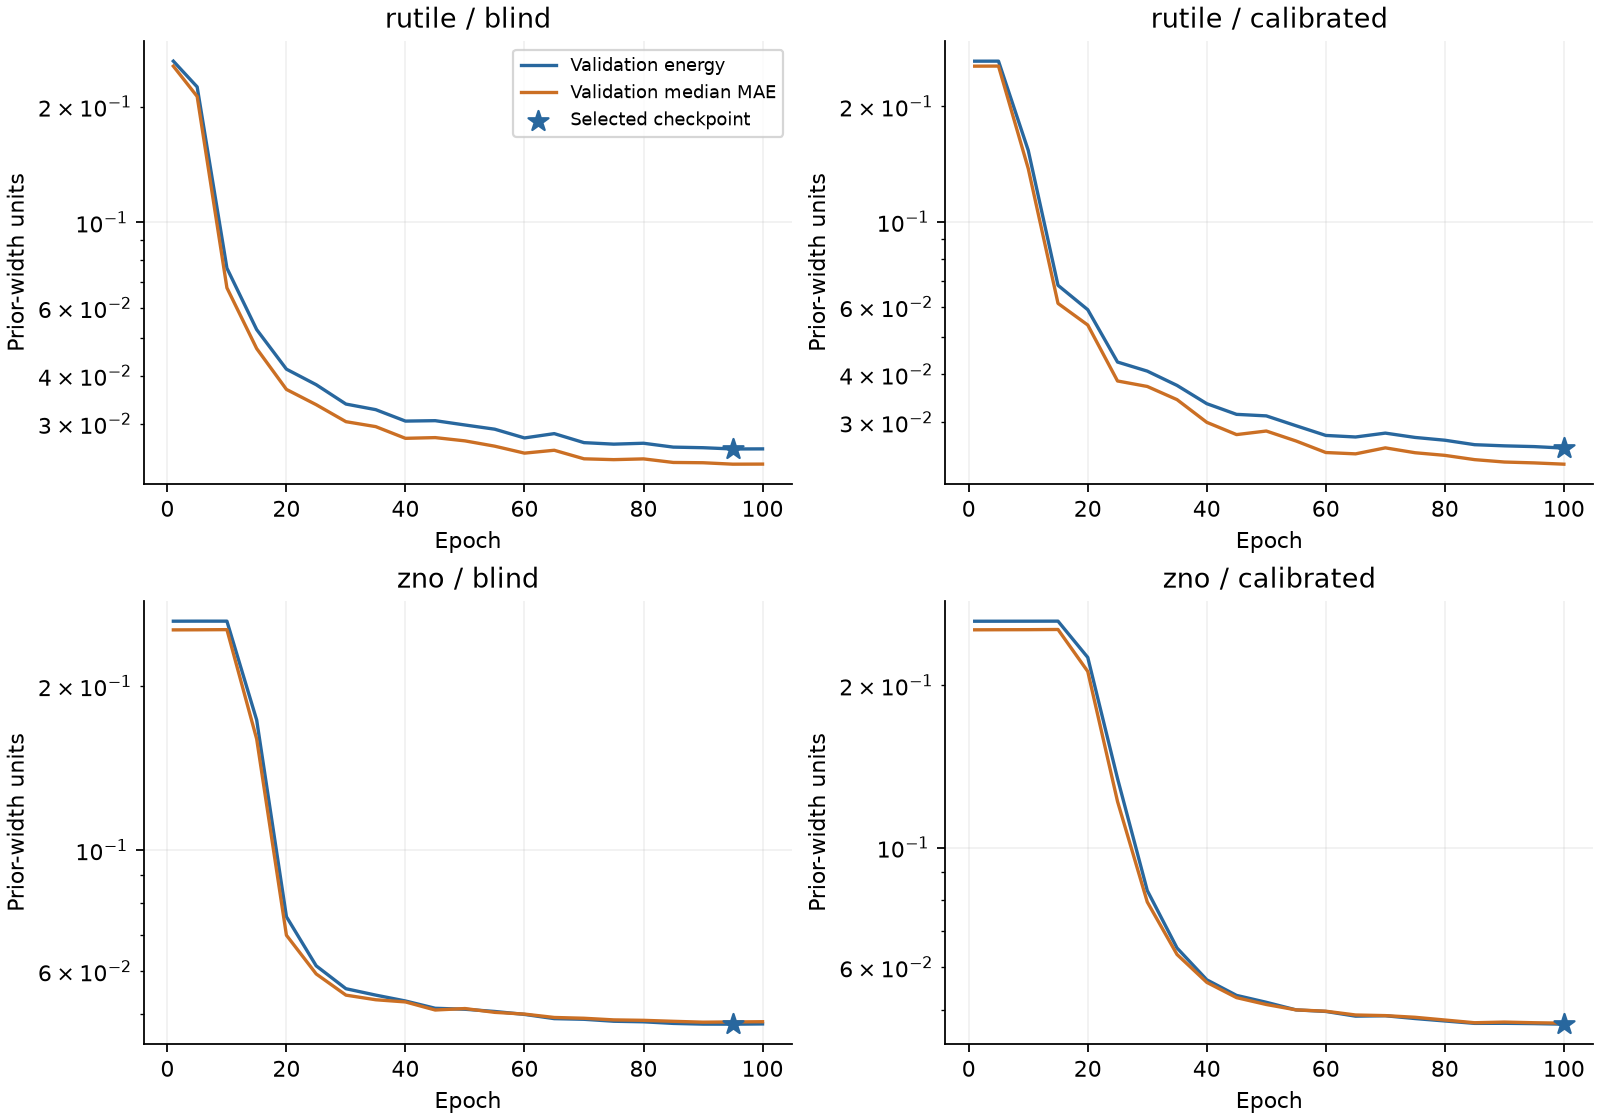 rutile / blind
Validation energy
Validation median MAE
Selected checkpoint
Prior-width units
2 × 10⁻¹
10⁻¹
6 × 10⁻²
4 × 10⁻²
3 × 10⁻²
0 20 40 60 80 100
Epoch
rutile / calibrated
Prior-width units
2 × 10⁻¹
10⁻¹
6 × 10⁻²
4 × 10⁻²
3 × 10⁻²
0 20 40 60 80 100
Epoch
zno / blind
Prior-width units
2 × 10⁻¹
10⁻¹
6 × 10⁻²
0 20 40 60 80 100
Epoch
zno / calibrated
Prior-width units
2 × 10⁻¹
10⁻¹
6 × 10⁻²
0 20 40 60 80 100
Epoch